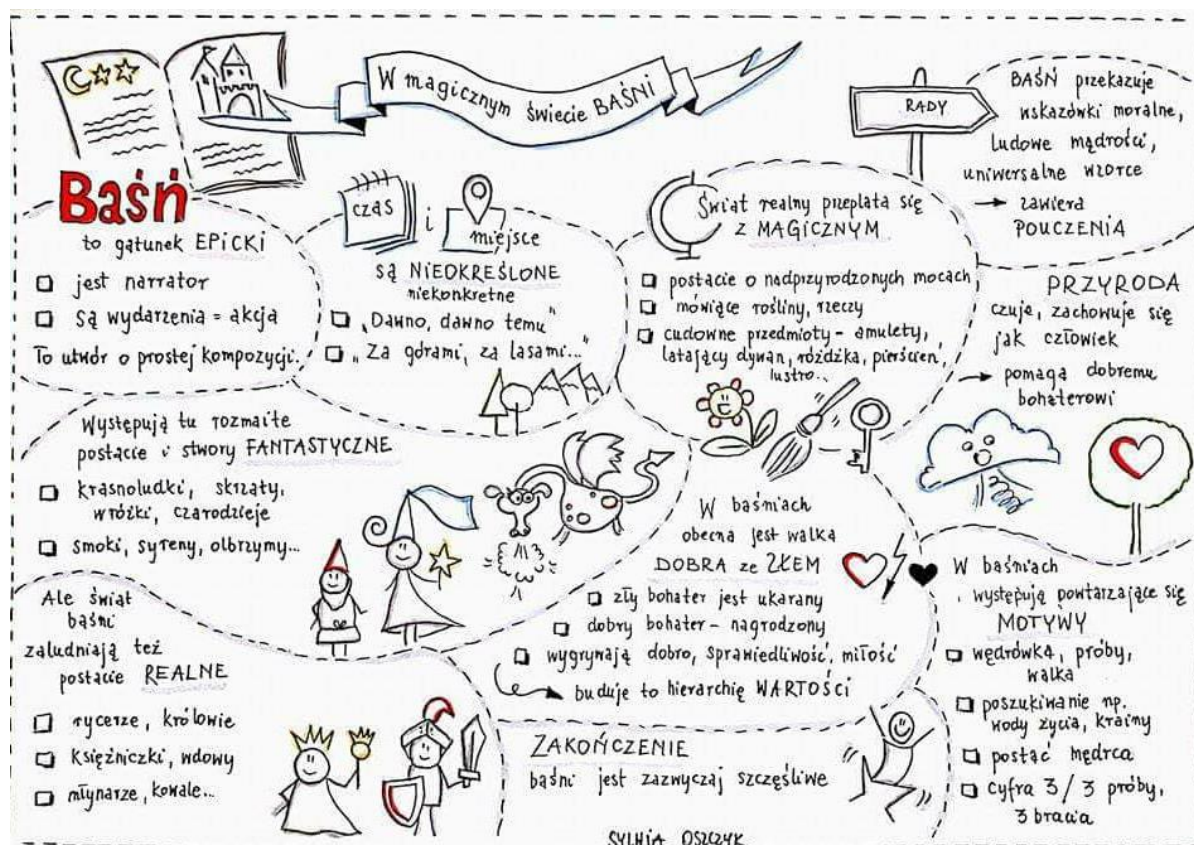 W magicznym świecie BAŚNI
Baśń
to gatunek EPICKI
jest narrator
są wydarzenia = akcja
To utwór o prostej kompozycji.
czas
i
miejsce
są NIEOKREŚLONE
niekonkretne
„Dawno, dawno temu"
„Za górami, za lasami..."
Świat realny przeplata się
z MAGICZNYM
postacie o nadprzyrodzonych mocach
mówiące rośliny, rzeczy
cudowne przedmioty - amulety,
latający dywan, różdżka, pierścień,
lustro...
RADY
BAŚŃ przekazuje
wskazówki moralne,
ludowe mądrości,
uniwersalne wzorce
→ zawiera
POUCZENIA
PRZYRODA
czuje, zachowuje się
jak człowiek
→ pomaga dobremu
bohaterowi
Występują tu rozmaite
postacie i stwory FANTASTYCZNE
krasnoludki, skrzaty,
wróżki, czarodzieje
smoki, syreny, olbrzymy...
Ale świat
baśni
zaludniają też
postacie REALNE
rycerze, królowie
księżniczki, wdowy
młynarze, kowale...
W baśniach
obecna jest walka
DOBRA ze ZŁEM
zły bohater jest ukarany
dobry bohater - nagrodzony
wygrywają dobro, sprawiedliwość, miłość
buduje to hierarchię WARTOŚCI
ZAKOŃCZENIE
baśni jest zazwyczaj szczęśliwe
W baśniach
występują powtarzające się
MOTYWY
wędrówka, próby,
walka
poszukiwanie np.
wody życia, krainy
postać mędrca
cyfra 3 / 3 próby,
3 bracia
SYLWIA OSZCZYK